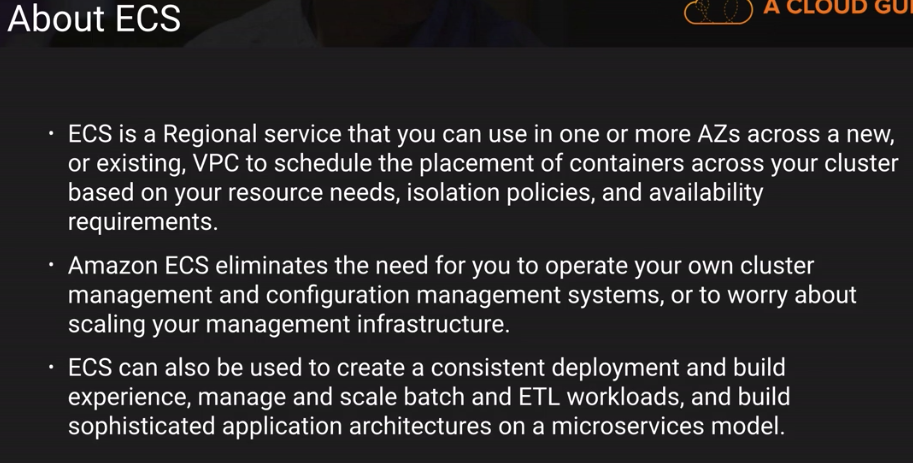 About ECS
A CLOUD GU
• ECS is a Regional service that you can use in one or more AZs across a new,
or existing, VPC to schedule the placement of containers across your cluster
based on your resource needs, isolation policies, and availability
requirements.
• Amazon ECS eliminates the need for you to operate your own cluster
management and configuration management systems, or to worry about
scaling your management infrastructure.
• ECS can also be used to create a consistent deployment and build
experience, manage and scale batch and ETL workloads, and build
sophisticated application architectures on a microservices model.